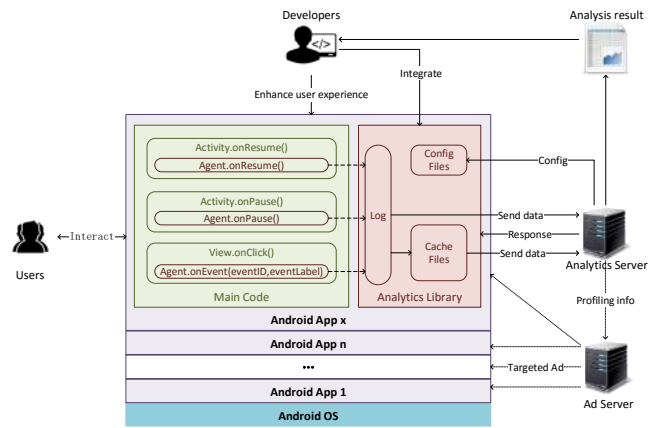 Developers
Analysis result
Integrate
Enhance user experience
Activity.onResume()
Agent.onResume()
Config
Files
Config
Activity.onPause()
Agent.onPause()
Log
Send data
Interact
Response
View.onClick()
Cache
Files
Send data
Users
Analytics Server
Agent.onEvent(eventID,eventLabel)
Main Code
Analytics Library
Profiling info
Android App x
Android App n
...
Targeted Ad
Android App 1
Ad Server
Android OS